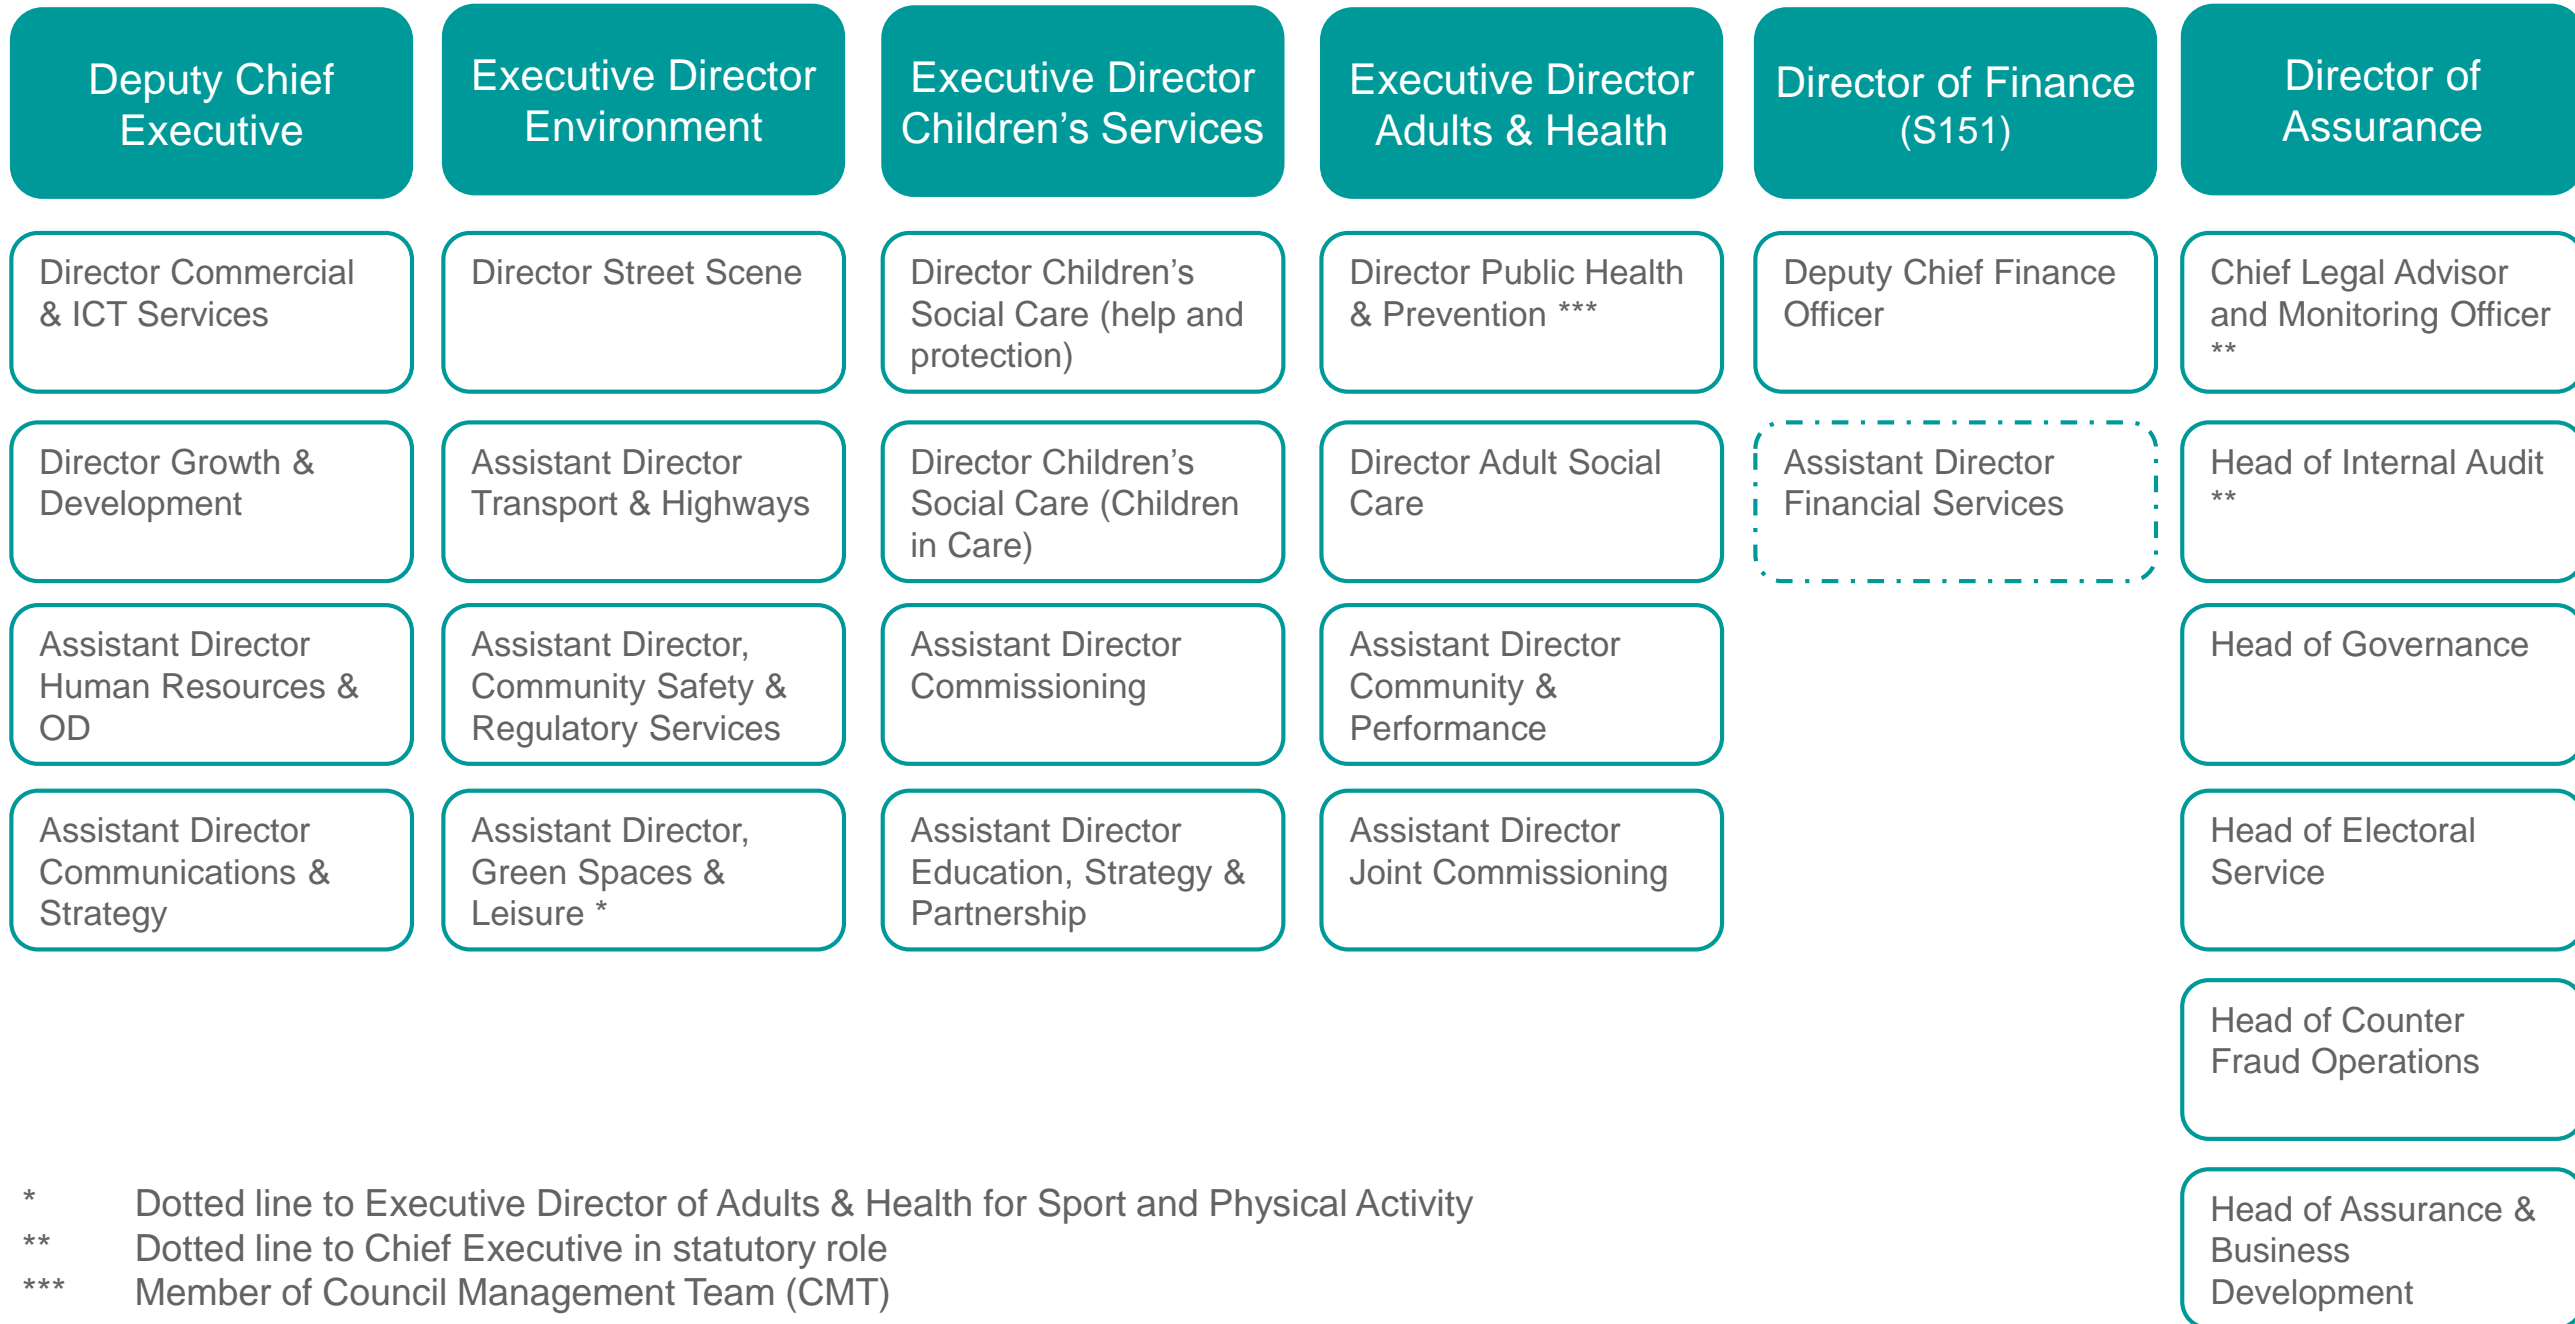 Deputy Chief
Executive
Director Commercial
& ICT Services
Director Growth &
Development
Assistant Director
Human Resources &
OD
Assistant Director
Communications &
Strategy
Executive Director
Environment
Director Street Scene
Assistant Director
Transport & Highways
Assistant Director,
Community Safety &
Regulatory Services
Assistant Director,
Green Spaces &
Leisure *
Executive Director
Children’s Services
Director Children’s
Social Care (help and
protection)
Director Children’s
Social Care (Children
in Care)
Assistant Director
Commissioning
Assistant Director
Education, Strategy &
Partnership
Executive Director
Adults & Health
Director Public Health
& Prevention ***
Director Adult Social
Care
Assistant Director
Community &
Performance
Assistant Director
Joint Commissioning
Director of Finance
(S151)
Deputy Chief Finance
Officer
Assistant Director
Financial Services
Director of
Assurance
Chief Legal Advisor
and Monitoring Officer
**
Head of Internal Audit
**
Head of Governance
Head of Electoral
Service
Head of Counter
Fraud Operations
Head of Assurance &
Business
Development
* Dotted line to Executive Director of Adults & Health for Sport and Physical Activity
** Dotted line to Chief Executive in statutory role
*** Member of Council Management Team (CMT)